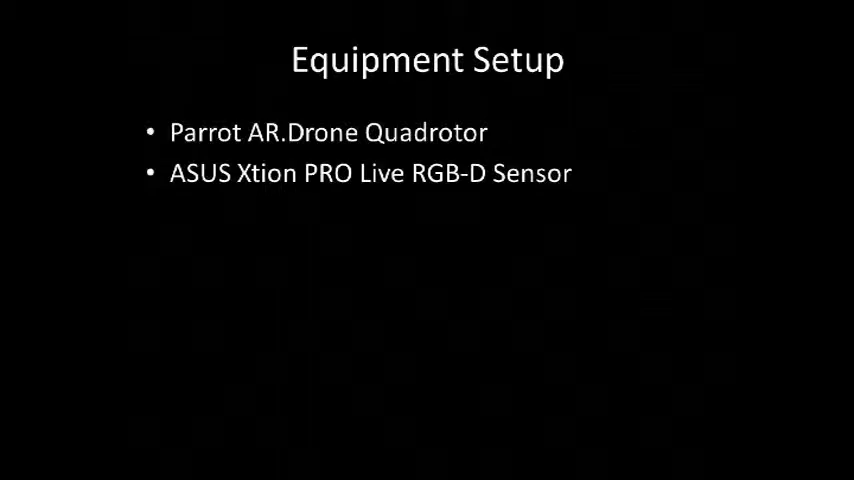 Equipment Setup
• Parrot AR.Drone Quadrotor
• ASUS Xtion PRO Live RGB-D Sensor